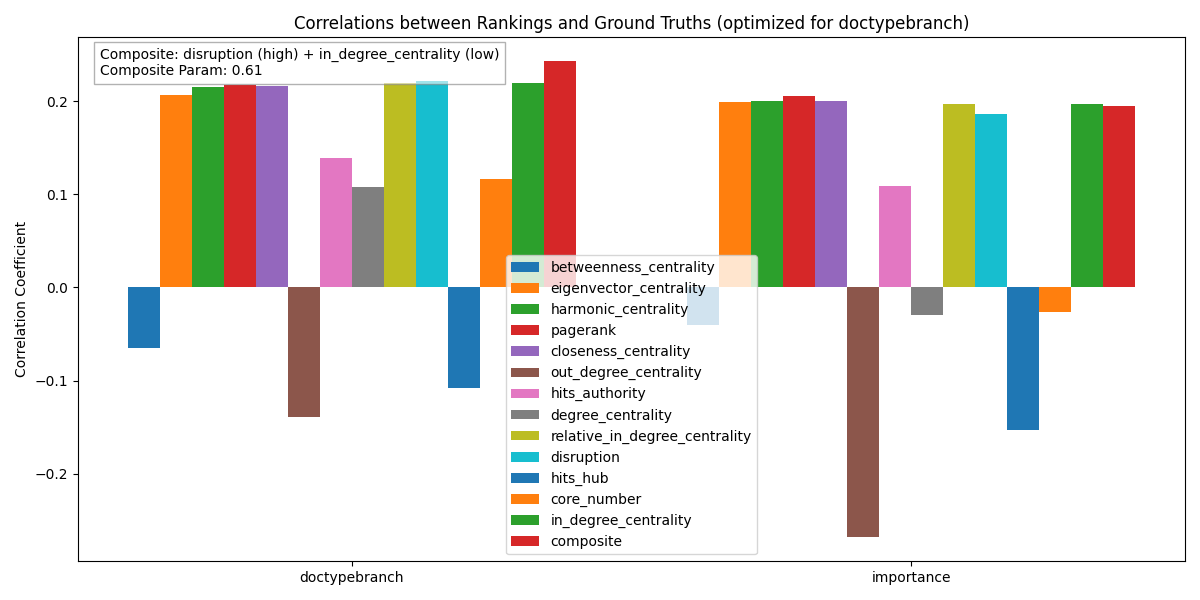 Correlations between Rankings and Ground Truths (optimized for doctypebranch)
Composite: disruption (high) + in_degree_centrality (low)
Composite Param: 0.61
Correlation Coefficient
0.2
0.1
0.0
−0.1
−0.2
betweenness_centrality
eigenvector_centrality
harmonic_centrality
pagerank
closeness_centrality
out_degree_centrality
hits_authority
degree_centrality
relative_in_degree_centrality
disruption
hits_hub
core_number
in_degree_centrality
composite
doctypebranch
importance